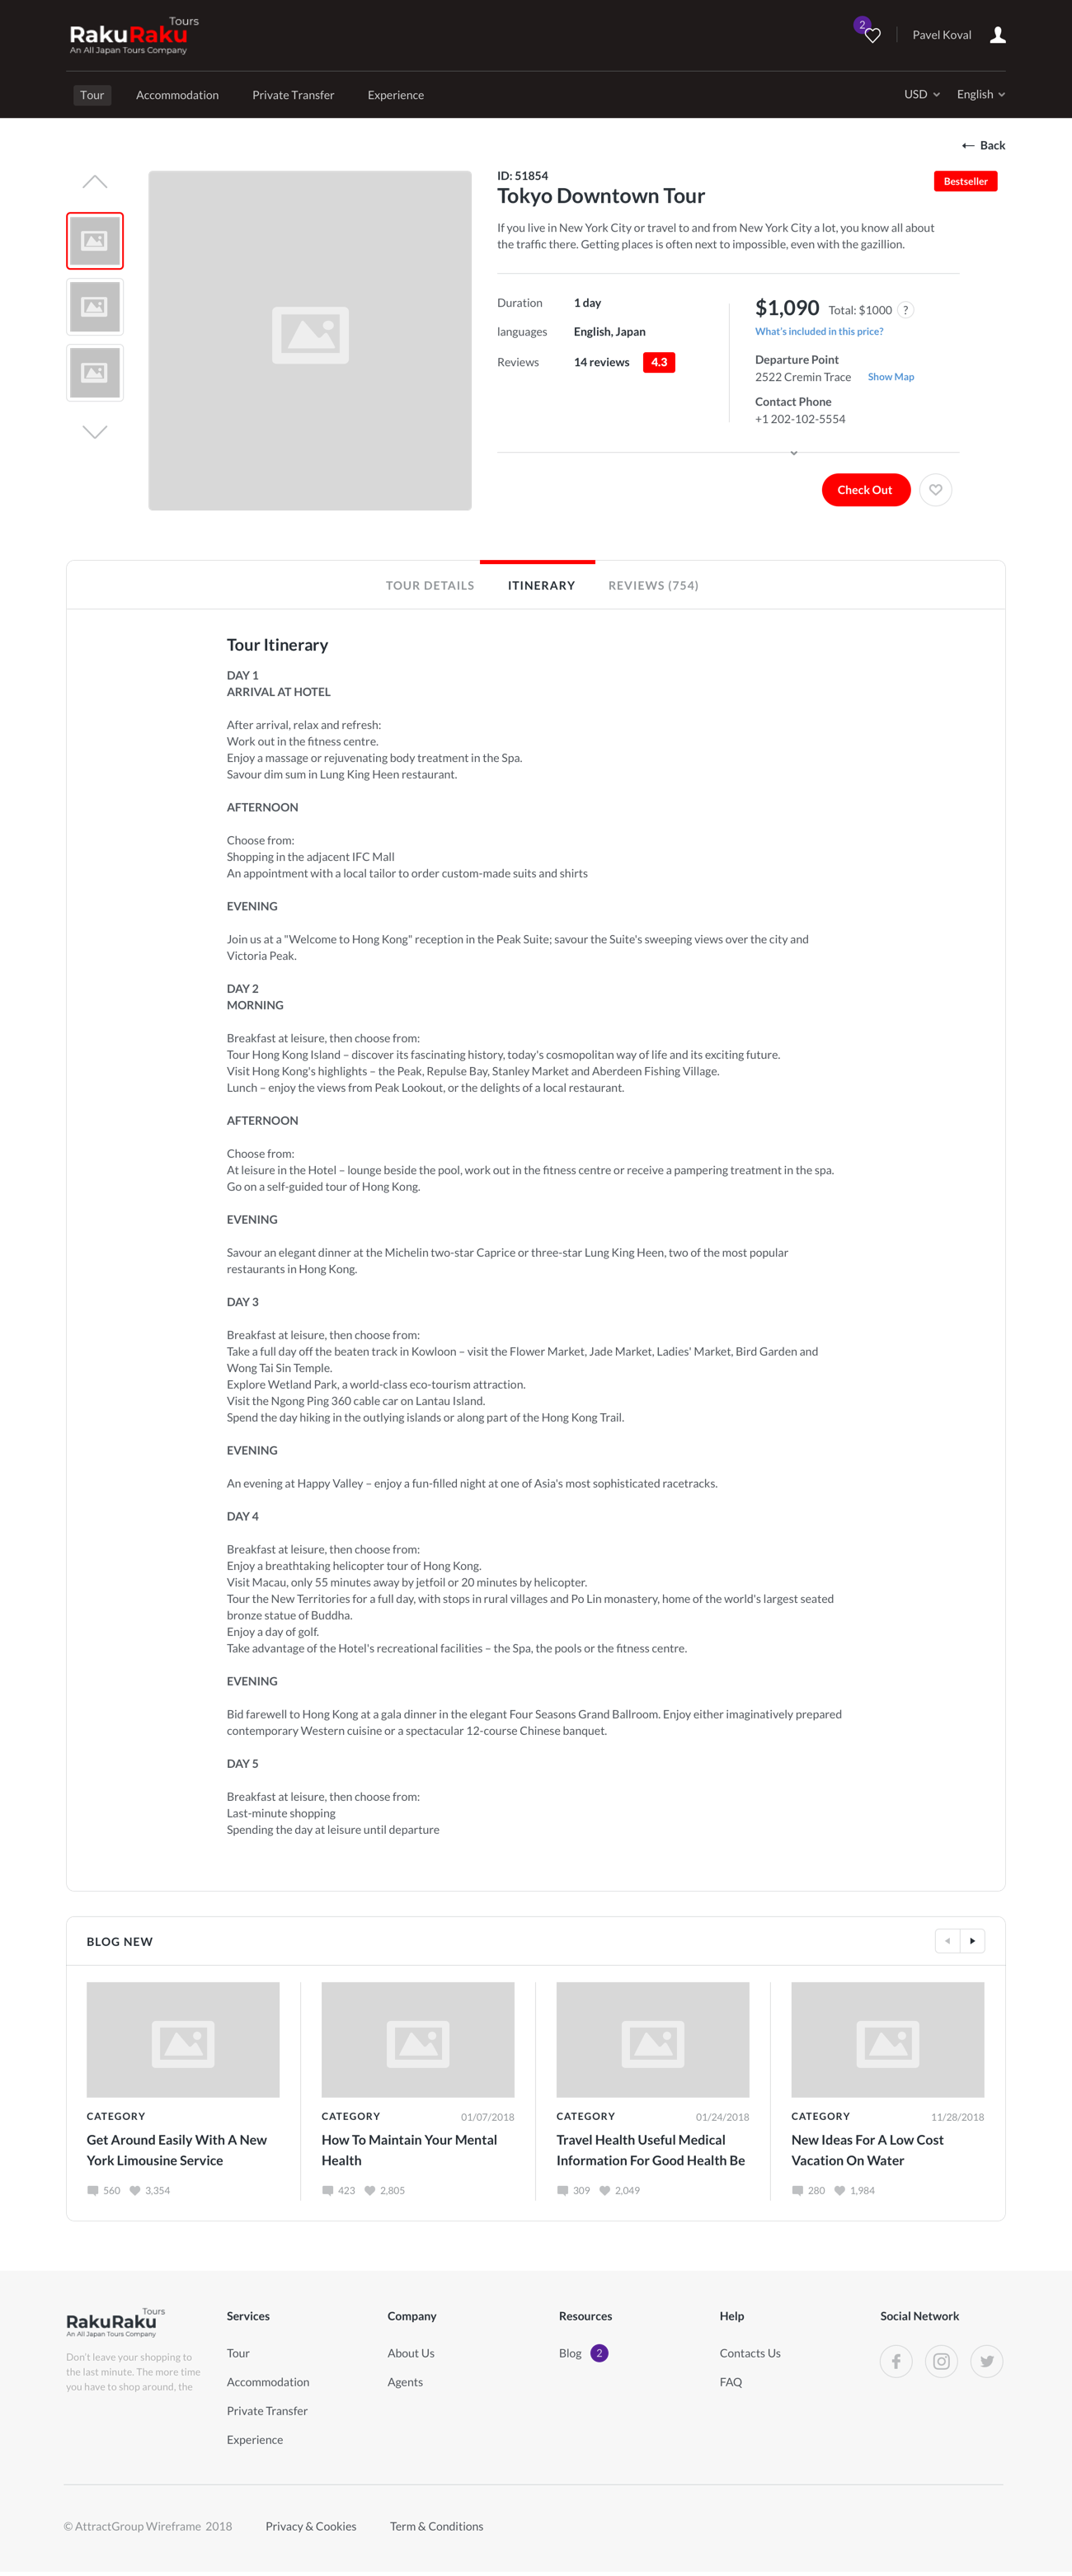 Tours
RakuRaku
An All Japan Tours Company
2
Pavel Koval
Tour Accommodation Private Transfer Experience
USD English
Back
ID: 51854
Tokyo Downtown Tour
Bestseller
If you live in New York City or travel to and from New York City a lot, you know all about
the traffic there. Getting places is often next to impossible, even with the gazillion.
Duration 1 day
languages English, Japan
Reviews 14 reviews 4.3
$1,090 Total: $1000 ?
What's included in this price?
Departure Point
2522 Cremin Trace Show Map
Contact Phone
+1 202-102-5554
Check Out
TOUR DETAILS ITINERARY REVIEWS (754)
Tour Itinerary
DAY 1
ARRIVAL AT HOTEL
After arrival, relax and refresh:
Work out in the fitness centre.
Enjoy a massage or rejuvenating body treatment in the Spa.
Savour dim sum in Lung King Heen restaurant.
AFTERNOON
Choose from:
Shopping in the adjacent IFC Mall
An appointment with a local tailor to order custom-made suits and shirts
EVENING
Join us at a "Welcome to Hong Kong" reception in the Peak Suite; savour the Suite's sweeping views over the city and
Victoria Peak.
DAY 2
MORNING
Breakfast at leisure, then choose from:
Tour Hong Kong Island – discover its fascinating history, today's cosmopolitan way of life and its exciting future.
Visit Hong Kong's highlights – the Peak, Repulse Bay, Stanley Market and Aberdeen Fishing Village.
Lunch – enjoy the views from Peak Lookout, or the delights of a local restaurant.
AFTERNOON
Choose from:
At leisure in the Hotel – lounge beside the pool, work out in the fitness centre or receive a pampering treatment in the spa.
Go on a self-guided tour of Hong Kong.
EVENING
Savour an elegant dinner at the Michelin two-star Caprice or three-star Lung King Heen, two of the most popular
restaurants in Hong Kong.
DAY 3
Breakfast at leisure, then choose from:
Take a full day off the beaten track in Kowloon – visit the Flower Market, Jade Market, Ladies' Market, Bird Garden and
Wong Tai Sin Temple.
Explore Wetland Park, a world-class eco-tourism attraction.
Visit the Ngong Ping 360 cable car on Lantau Island.
Spend the day hiking in the outlying islands or along part of the Hong Kong Trail.
EVENING
An evening at Happy Valley – enjoy a fun-filled night at one of Asia's most sophisticated racetracks.
DAY 4
Breakfast at leisure, then choose from:
Enjoy a breathtaking helicopter tour of Hong Kong.
Visit Macau, only 55 minutes away by jetfoil or 20 minutes by helicopter.
Tour the New Territories for a full day, with stops in rural villages and Po Lin monastery, home of the world's largest seated
bronze statue of Buddha.
Enjoy a day of golf.
Take advantage of the Hotel's recreational facilities – the Spa, the pools or the fitness centre.
EVENING
Bid farewell to Hong Kong at a gala dinner in the elegant Four Seasons Grand Ballroom. Enjoy either imaginatively prepared
contemporary Western cuisine or a spectacular 12-course Chinese banquet.
DAY 5
Breakfast at leisure, then choose from:
Last-minute shopping
Spending the day at leisure until departure
BLOG NEW
CATEGORY
Get Around Easily With A New
York Limousine Service
560 3,354
CATEGORY 01/07/2018
How To Maintain Your Mental
Health
423 2,805
CATEGORY 01/24/2018
Travel Health Useful Medical
Information For Good Health Be
309 2,049
CATEGORY 11/28/2018
New Ideas For A Low Cost
Vacation On Water
280 1,984
Tours
RakuRaku
An All Japan Tours Company
Don't leave your shopping to
the last minute. The more time
you have to shop around, the
Services
Tour
Accommodation
Private Transfer
Experience
Company
About Us
Agents
Resources
Blog 2
Help
Contacts Us
FAQ
Social Network
© AttractGroup Wireframe 2018 Privacy & Cookies Term & Conditions